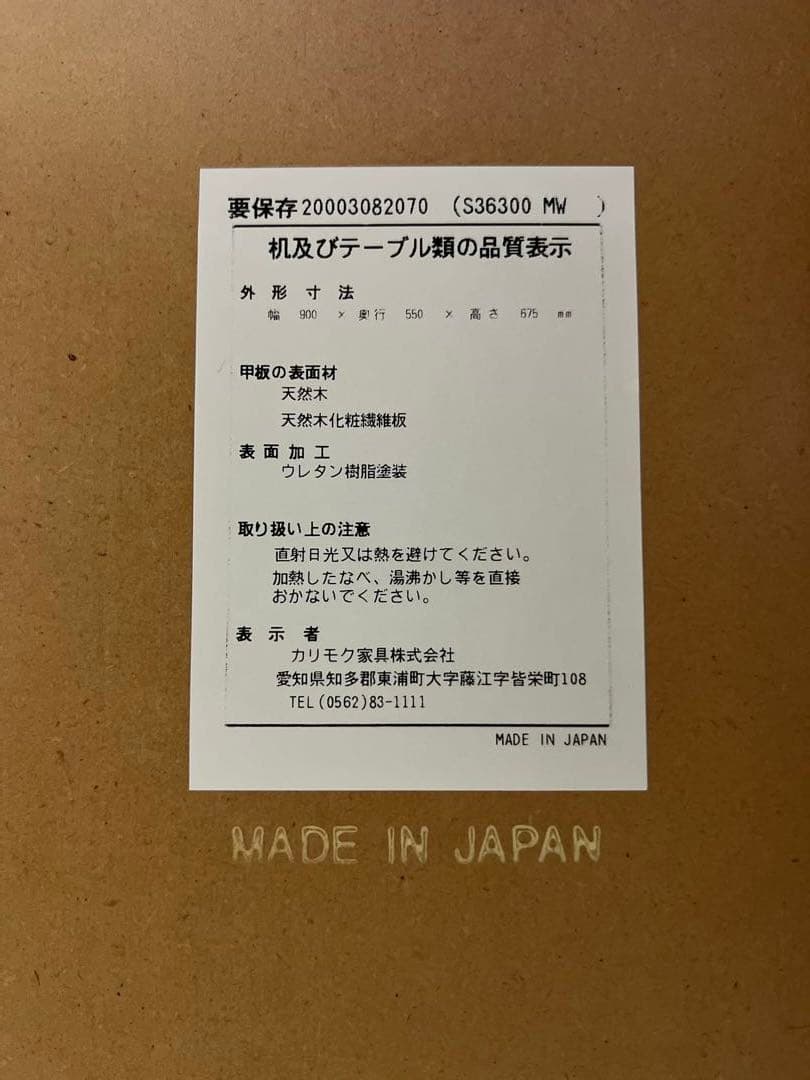 要保存20003082070 (S36300 MW )
机及びテーブル類の品質表示
外形寸法
幅 900 × 奥行 550 × 高さ 675 mm
甲板の表面材
天然木
天然木化粧繊維板
表面加工
ウレタン樹脂塗装
取り扱い上の注意
直射日光又は熱を避けてください。
加熱したなべ、湯沸かし等を直接
おかないでください。
表示者
カリモク家具株式会社
愛知県知多郡東浦町大字藤江字皆栄町108
TEL(0562)83-1111
MADE IN JAPAN
MADE IN JAPAN